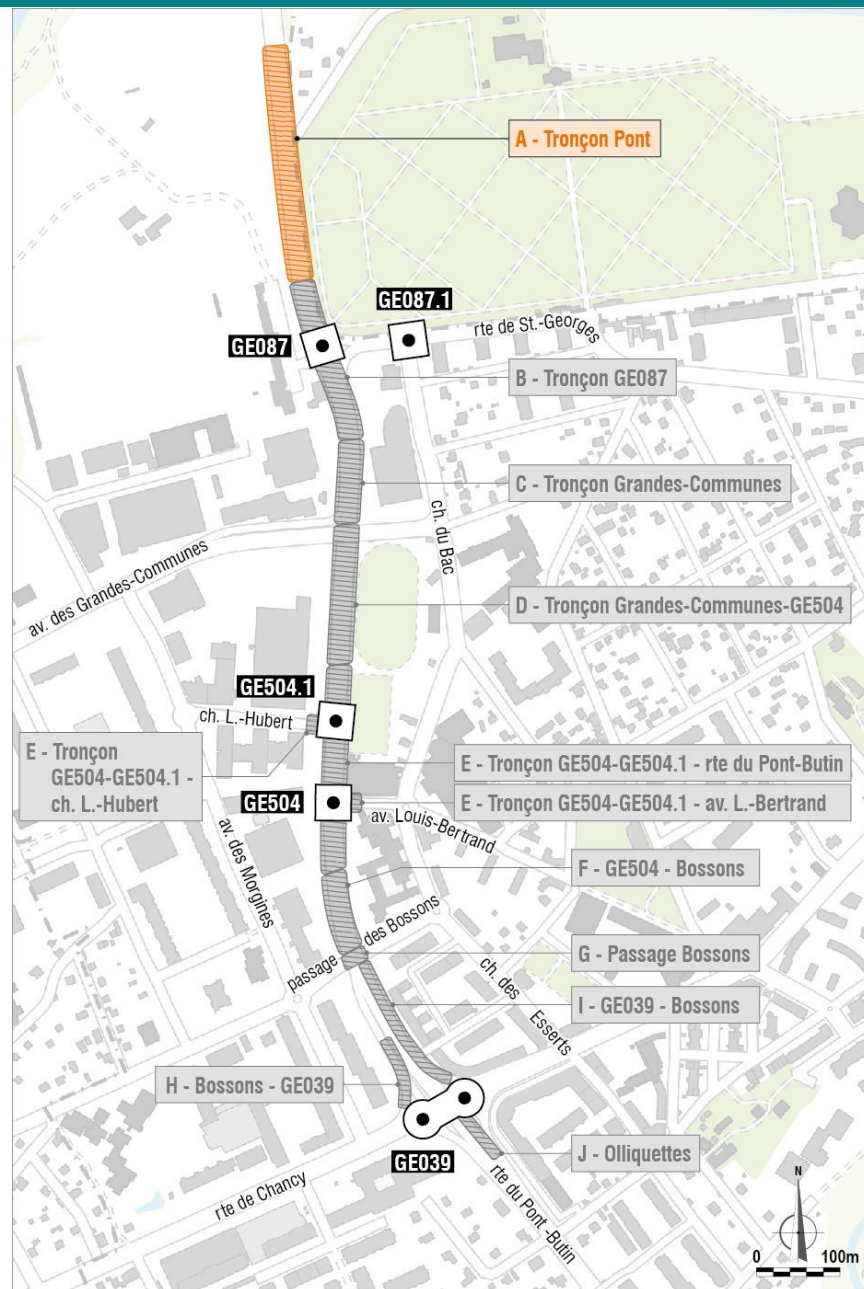 A - Tronçon Pont
GE087.1
rte de St.-Georges
GE087
B - Tronçon GE087
C - Tronçon Grandes-Communes
ch. du Bac
av. des Grandes-Communes
D - Tronçon Grandes-Communes-GE504
GE504.1
ch. L.-Hubert
E - Tronçon
GE504-GE504.1 -
ch. L.-Hubert
E - Tronçon GE504-GE504.1 - rte du Pont-Butin
GE504
E - Tronçon GE504-GE504.1 - av. L.-Bertrand
av. Louis-Bertrand
av. des Morgines
F - GE504 - Bossons
passage des Bossons
G - Passage Bossons
ch. des Esserts
I - GE039 - Bossons
H - Bossons - GE039
GE039
J - Olliquettes
rte de Chancy
rte du Pont-Butin
N
0 100m